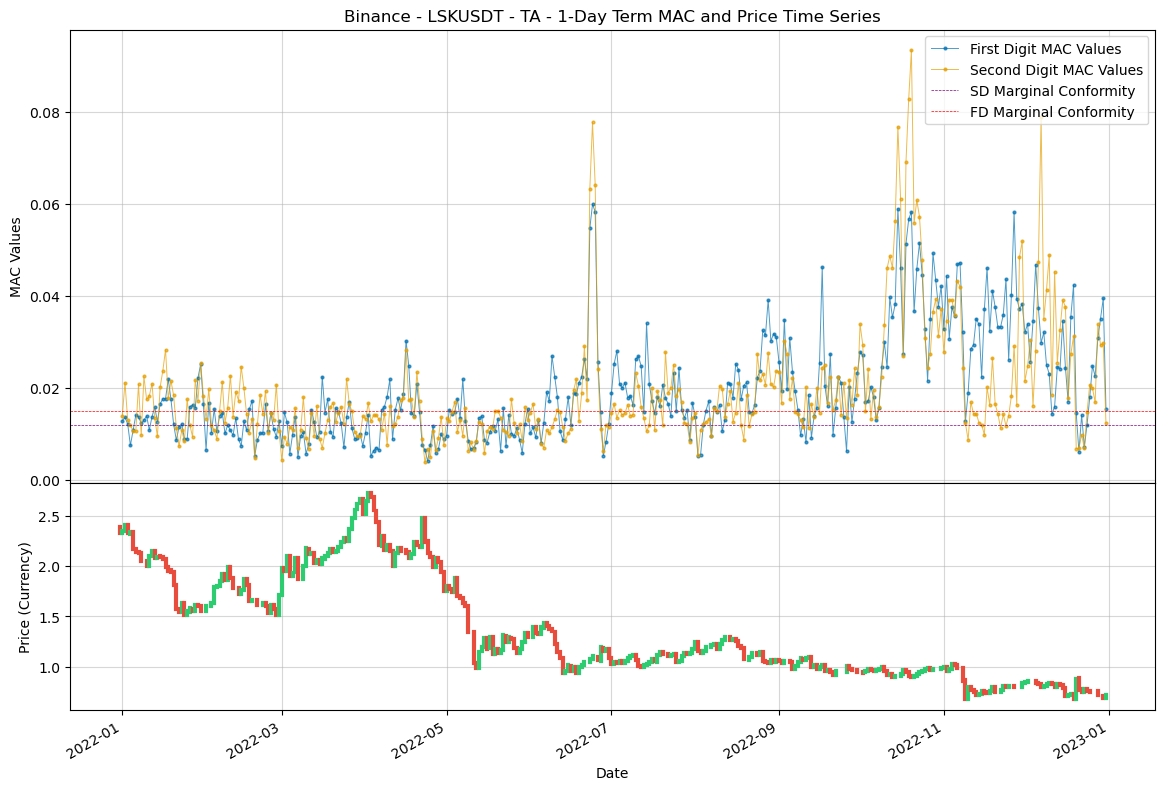 Binance - LSKUSDT - TA - 1-Day Term MAC and Price Time Series
First Digit MAC Values
Second Digit MAC Values
SD Marginal Conformity
FD Marginal Conformity
MAC Values
0.08
0.06
0.04
0.02
0.00
Price (Currency)
2.5
2.0
1.5
1.0
2022-01
2022-03
2022-05
2022-07
2022-09
2022-11
2023-01
Date